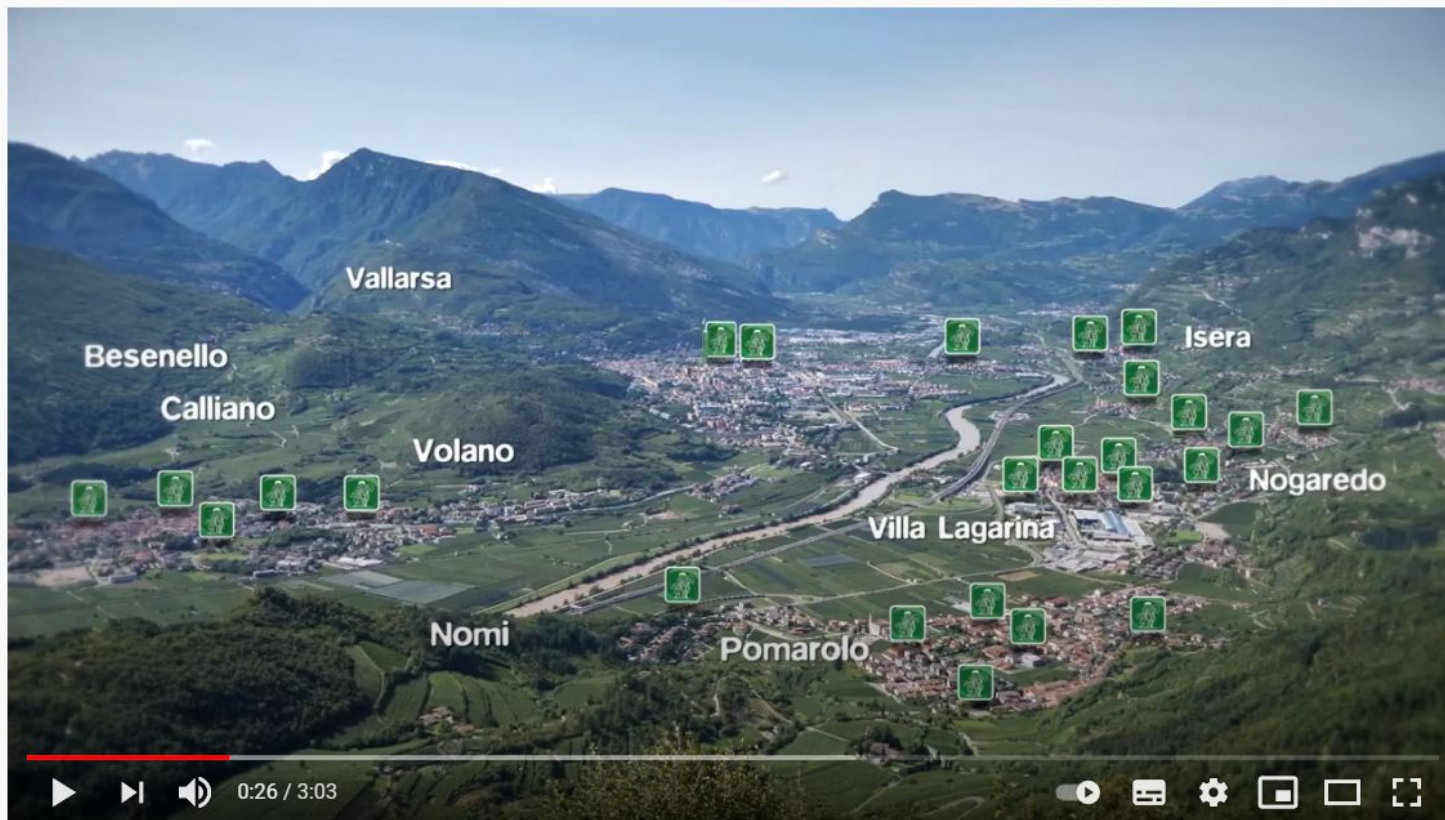 Vallarsa
Isera
Besenello
Calliano
Volano
Nogaredo
Villa Lagarina
Nomi
Pomarolo
0:26 / 3:03